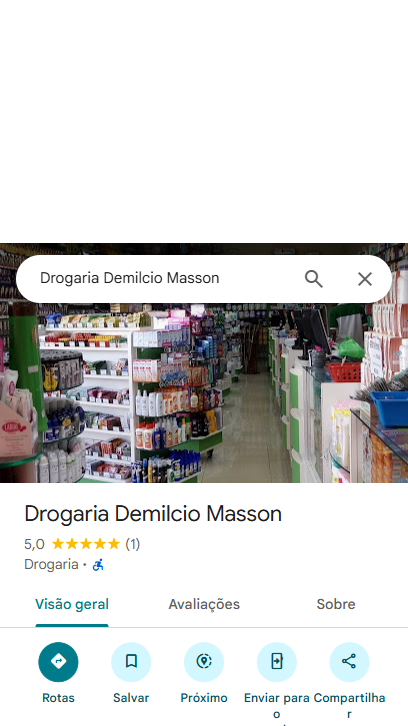 Drogaria Demilcio Masson
Drogaria Demilcio Masson
5,0 (1)
Drogaria ·
Visão geral Avaliações Sobre
Rotas Salvar Próximo Enviar para o Compartilhar